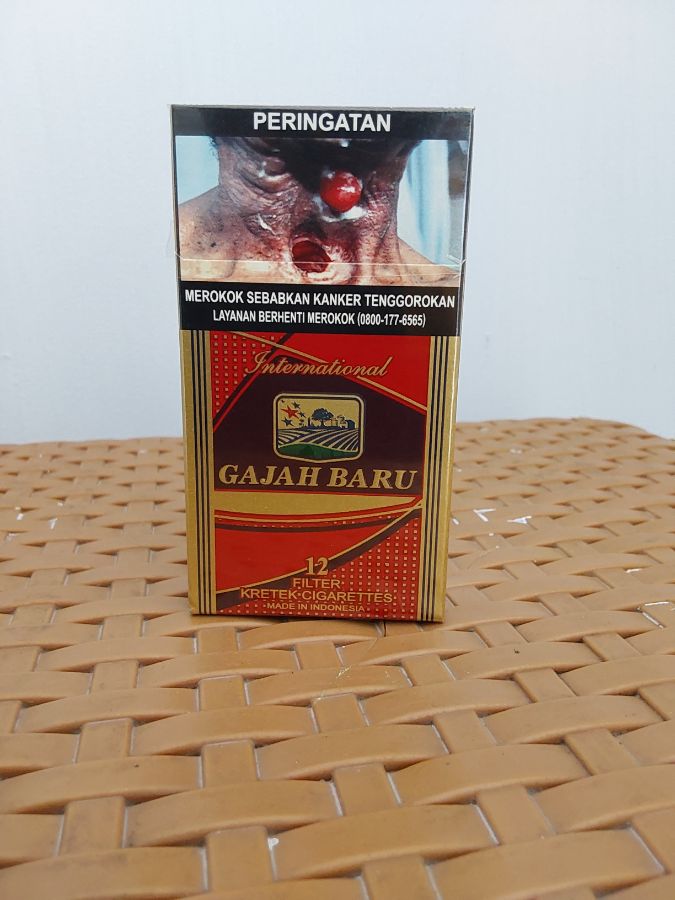 PERINGATAN
MEROKOK SEBABKAN KANKER TENGGOROKAN
LAYANAN BERHENTI MEROKOK (0800-177-6565)
International
GAJAH BARU
12
FILTER
KRETEK•CIGARETTES
MADE IN INDONESIA